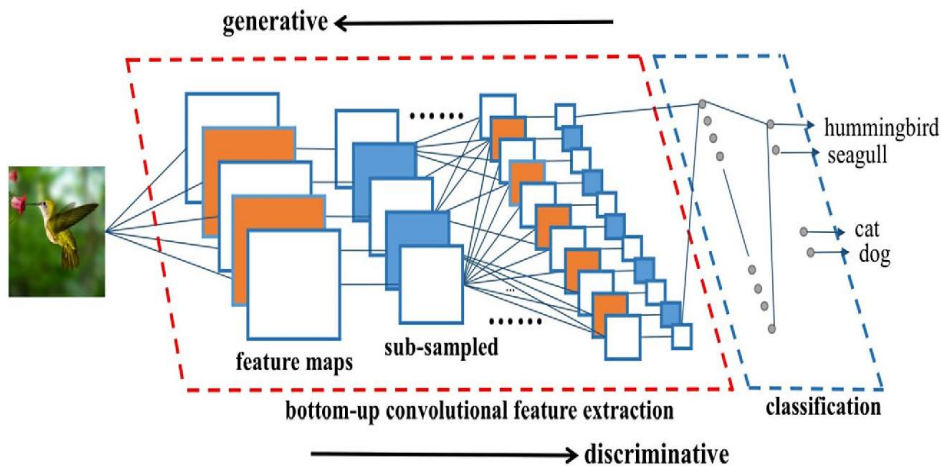 generative
hummingbird
seagull
cat
dog
feature maps
sub-sampled
bottom-up convolutional feature extraction
classification
discriminative